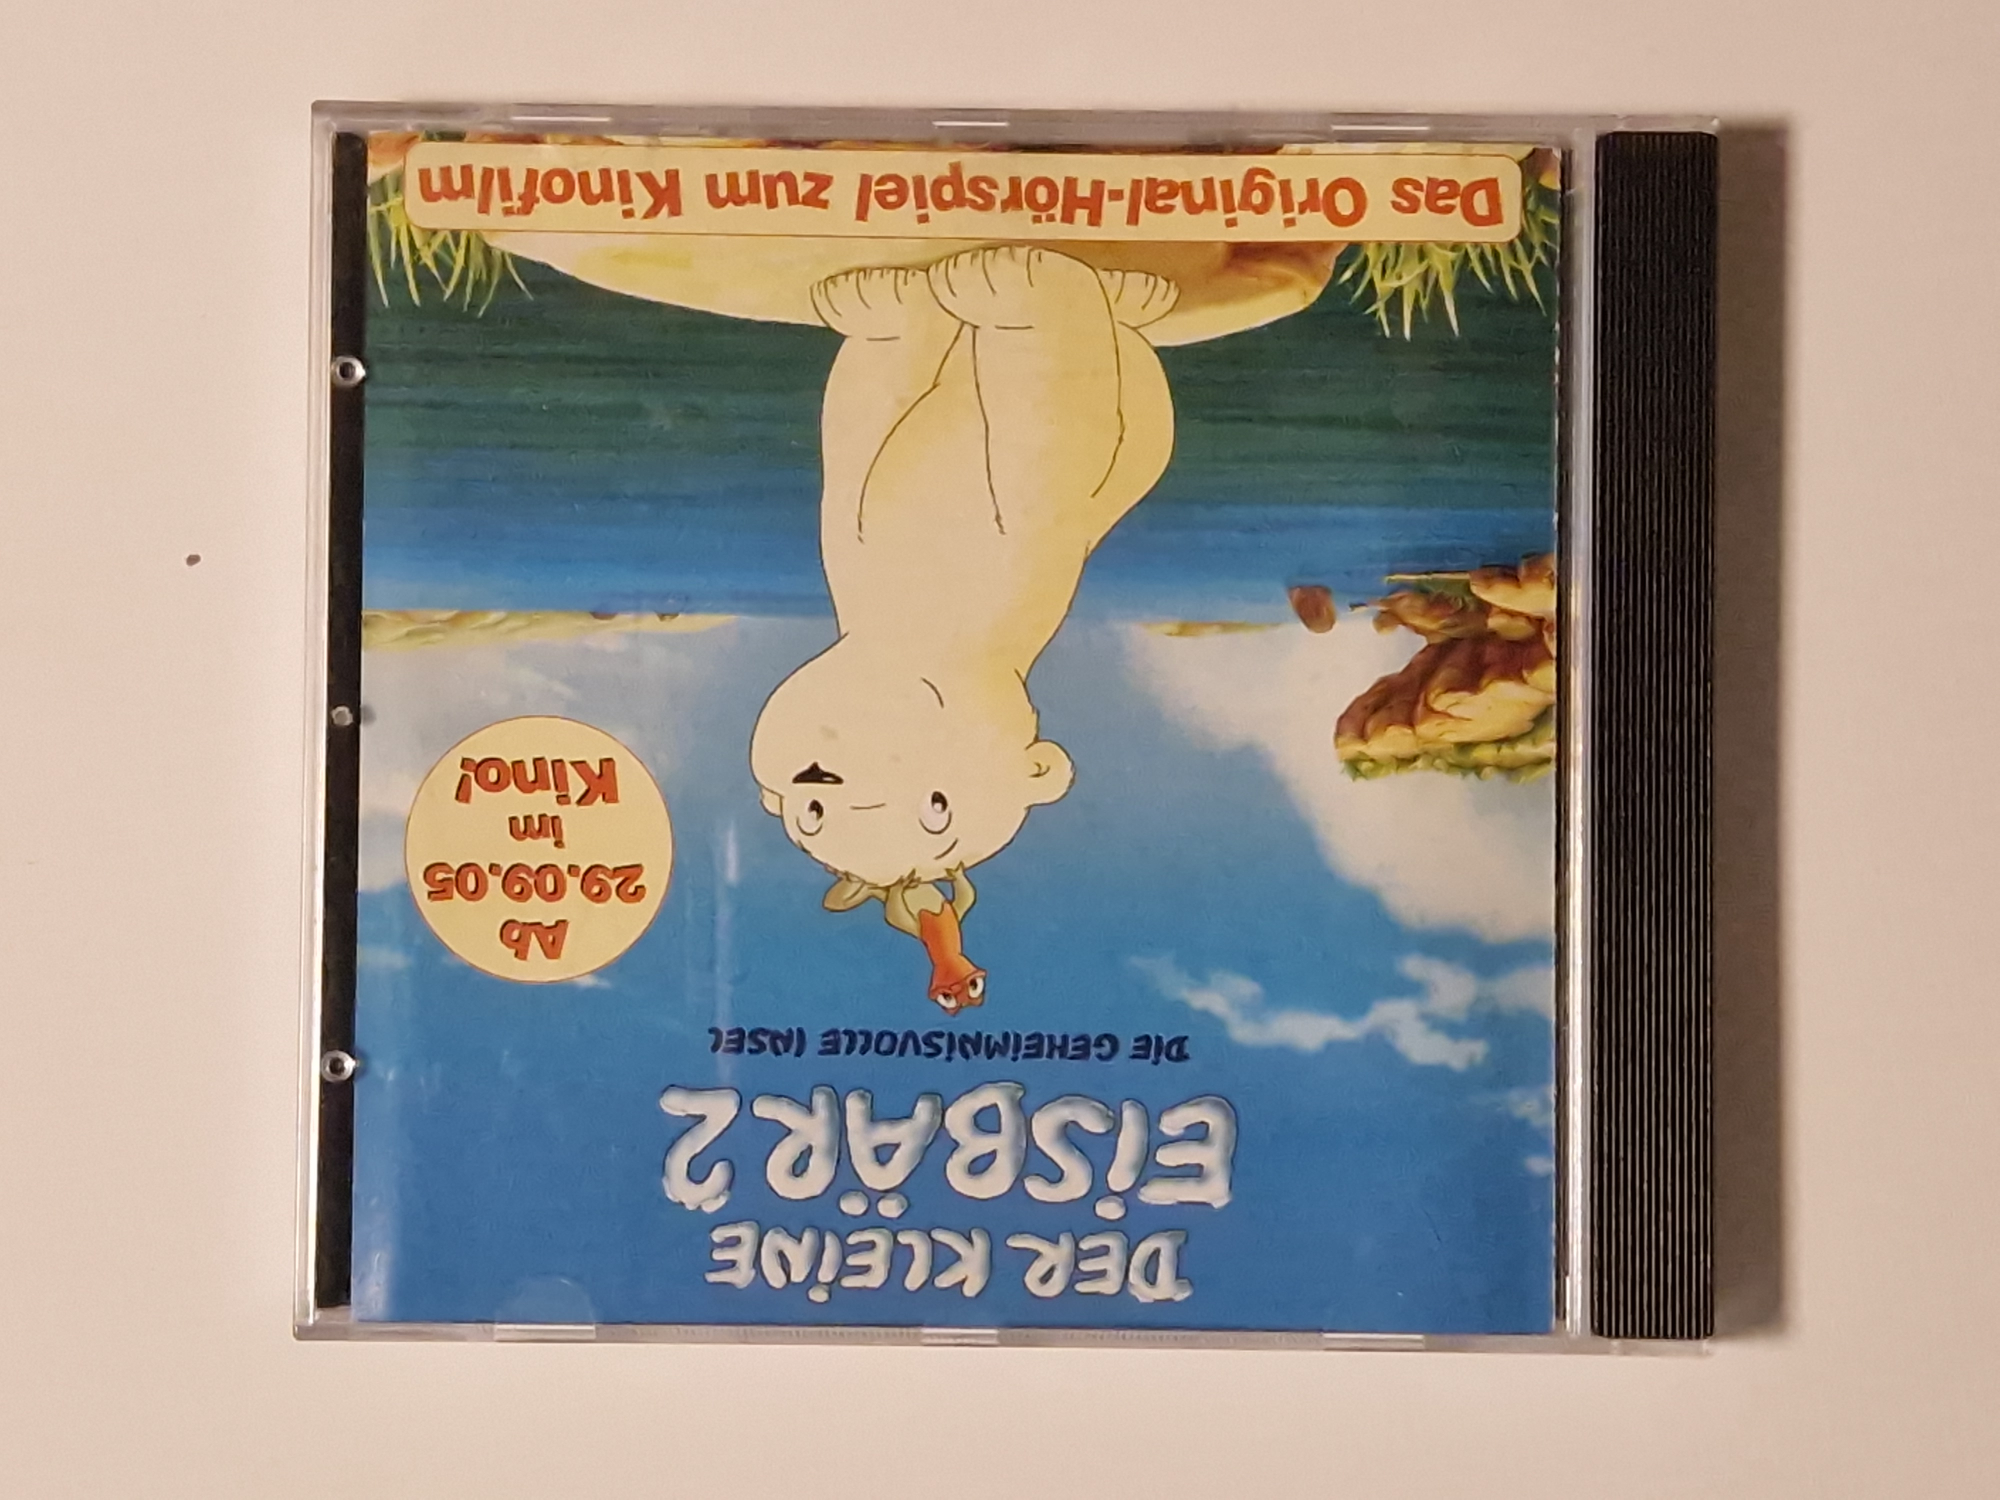 DER KLEINE
EISBÄR 2
DIE GEHEIMNISVOLLE INSEL
Ab
29.09.05
im
Kino!
Das Original-Hörspiel zum Kinofilm